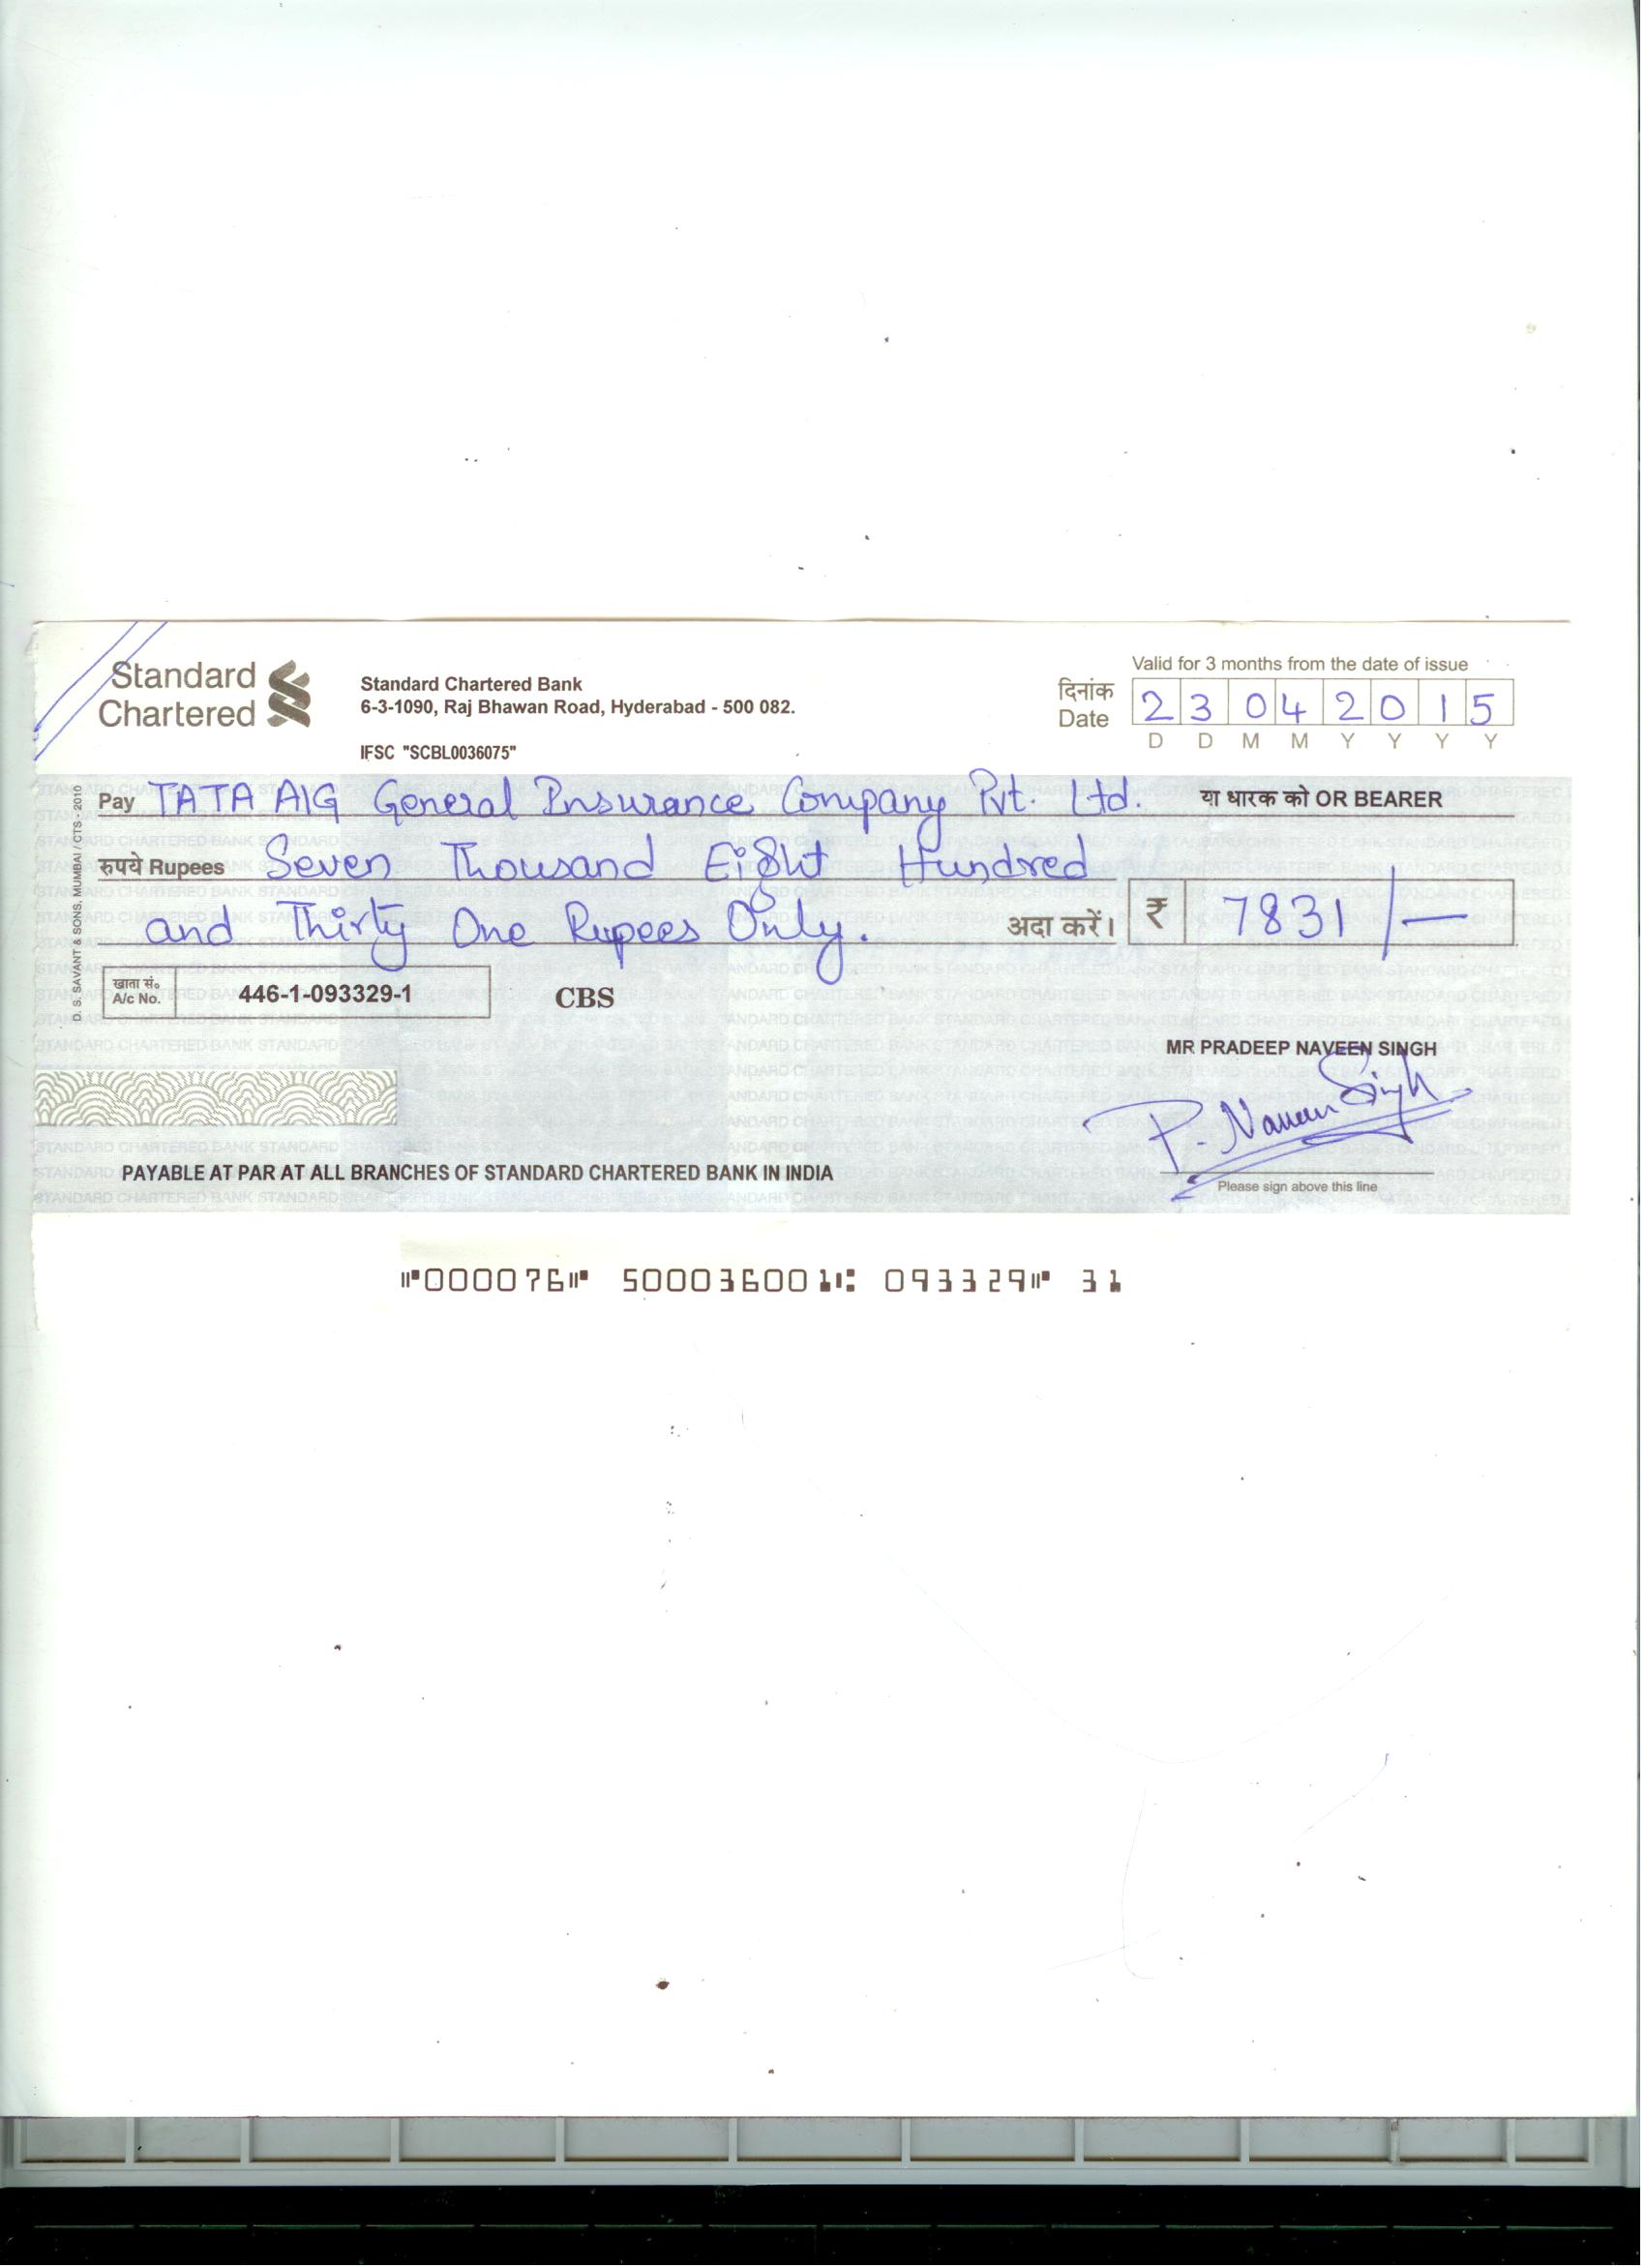 Standard
Chartered
Standard Chartered Bank
6-3-1090, Raj Bhawan Road, Hyderabad - 500 082.
IFSC "SCBL0036075"
Valid for 3 months from the date of issue
दिनांक
Date
2 3 0 4 2 0 1 5
D D M M Y Y Y Y
Pay TATA AIG General Insurance Company Pvt. Ltd. या धारक को OR BEARER
रुपये Rupees Seven Thousand Eight Hundred
and Thirty One Rupees Only. अदा करें। ₹ 7831/—
खाता सं॰
A/c No. 446-1-093329-1 CBS
D. S. SAVANT & SONS, MUMBAI / CTS - 2010
MR PRADEEP NAVEEN SINGH
P. Naveen Singh
PAYABLE AT PAR AT ALL BRANCHES OF STANDARD CHARTERED BANK IN INDIA
Please sign above this line
⑈000076⑈ 500036001⑆ 093329⑈ 31